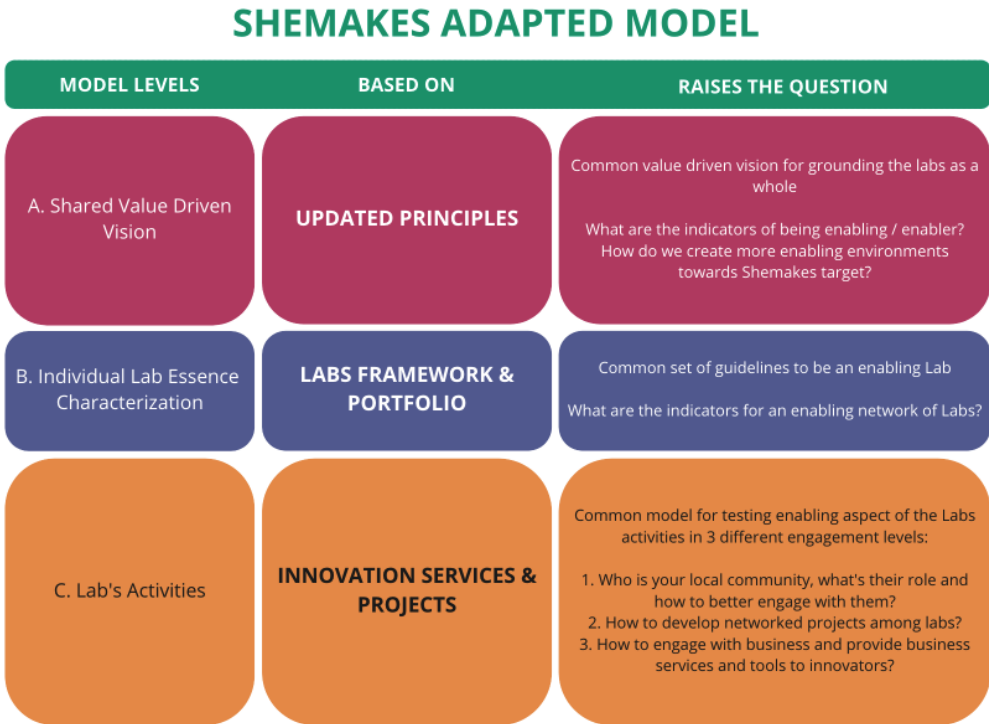 SHEMAKES ADAPTED MODEL
MODEL LEVELS
BASED ON
RAISES THE QUESTION
A. Shared Value Driven
Vision
UPDATED PRINCIPLES
Common value driven vision for grounding the labs as a
whole
What are the indicators of being enabling / enabler?
How do we create more enabling environments
towards Shemakes target?
B. Individual Lab Essence
Characterization
LABS FRAMEWORK &
PORTFOLIO
Common set of guidelines to be an enabling Lab
What are the indicators for an enabling network of Labs?
C. Lab's Activities
INNOVATION SERVICES &
PROJECTS
Common model for testing enabling aspect of the Labs
activities in 3 different engagement levels:
1. Who is your local community, what's their role and
how to better engage with them?
2. How to develop networked projects among labs?
3. How to engage with business and provide business
services and tools to innovators?